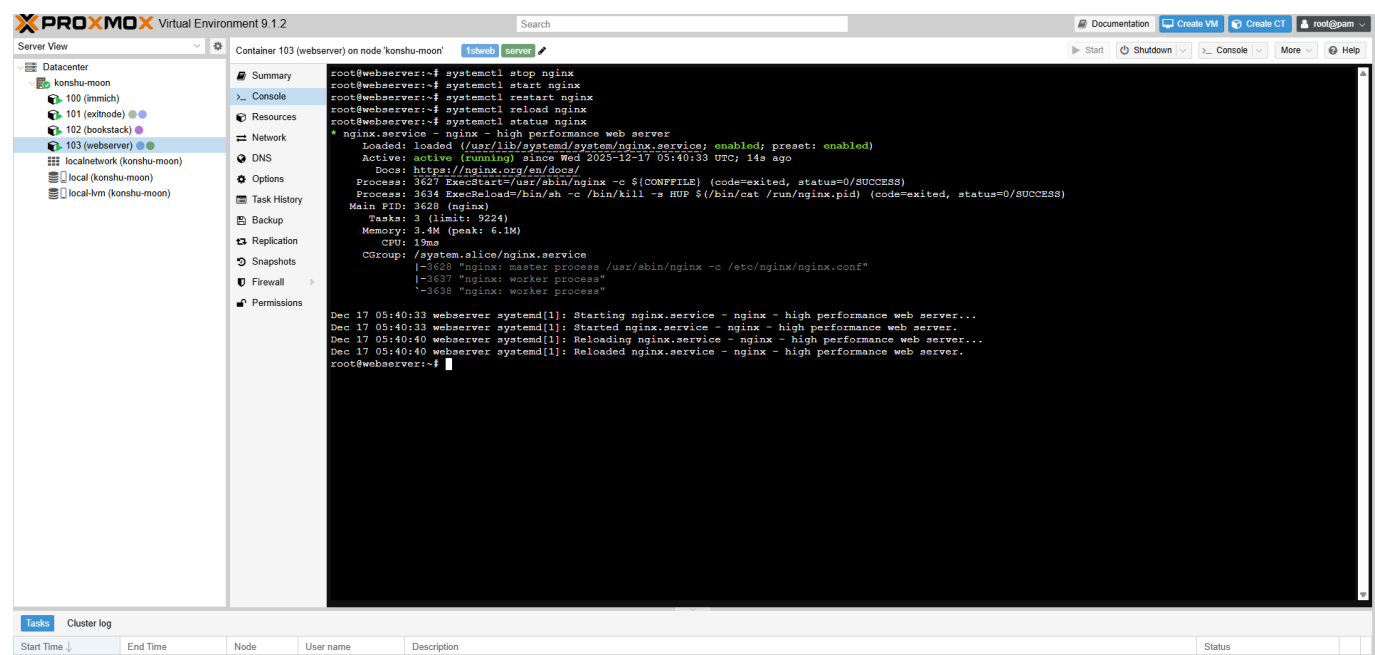 PROXMOX Virtual Environment 9.1.2
Search
Documentation
Create VM
Create CT
root@pam
Server View
Datacenter
konshu-moon
100 (immich)
101 (exitnode)
102 (bookstack)
103 (webserver)
localnetwork (konshu-moon)
local (konshu-moon)
local-lvm (konshu-moon)
Container 103 (webserver) on node 'konshu-moon'
1stweb
server
Start
Shutdown
>_ Console
More
Help
Summary
>_ Console
Resources
Network
DNS
Options
Task History
Backup
Replication
Snapshots
Firewall
Permissions
root@webserver:~# systemctl stop nginx
root@webserver:~# systemctl start nginx
root@webserver:~# systemctl restart nginx
root@webserver:~# systemctl reload nginx
root@webserver:~# systemctl status nginx
* nginx.service - nginx - high performance web server
Loaded: loaded (/usr/lib/systemd/system/nginx.service; enabled; preset: enabled)
Active: active (running) since Wed 2025-12-17 05:40:33 UTC; 14s ago
Docs: https://nginx.org/en/docs/
Process: 3627 ExecStart=/usr/sbin/nginx -c ${CONFFILE} (code=exited, status=0/SUCCESS)
Process: 3634 ExecReload=/bin/sh -c /bin/kill -s HUP $(/bin/cat /run/nginx.pid) (code=exited, status=0/SUCCESS)
Main PID: 3628 (nginx)
Tasks: 3 (limit: 9224)
Memory: 3.4M (peak: 6.1M)
CPU: 19ms
CGroup: /system.slice/nginx.service
|-3628 "nginx: master process /usr/sbin/nginx -c /etc/nginx/nginx.conf"
|-3637 "nginx: worker process"
`-3638 "nginx: worker process"
Dec 17 05:40:33 webserver systemd[1]: Starting nginx.service - nginx - high performance web server...
Dec 17 05:40:33 webserver systemd[1]: Started nginx.service - nginx - high performance web server.
Dec 17 05:40:40 webserver systemd[1]: Reloading nginx.service - nginx - high performance web server...
Dec 17 05:40:40 webserver systemd[1]: Reloaded nginx.service - nginx - high performance web server.
root@webserver:~#
Tasks
Cluster log
Start Time ↓
End Time
Node
User name
Description
Status